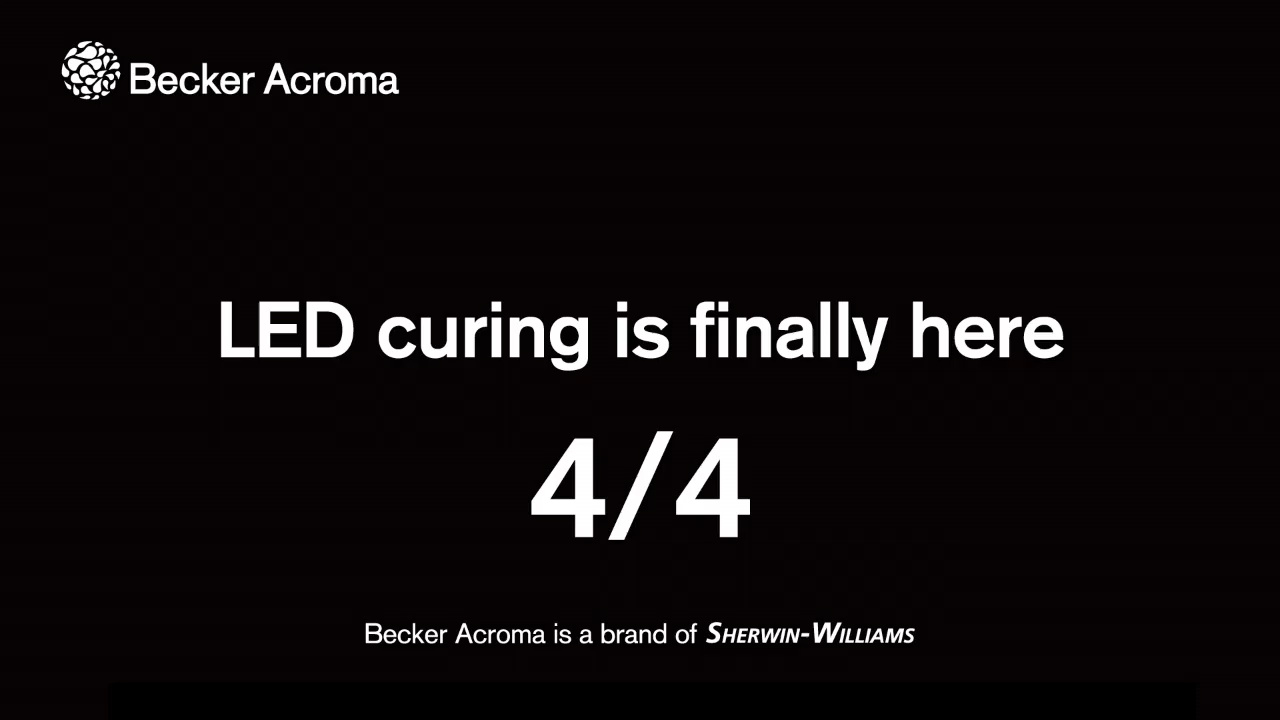 Becker Acroma
LED curing is finally here
4/4
Becker Acroma is a brand of SHERWIN-WILLIAMS